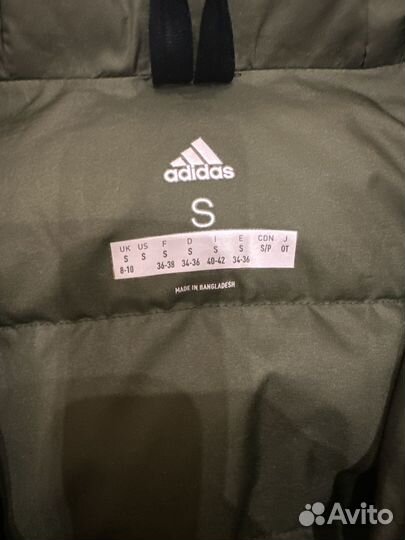 adidas
S
UK US F D I E CDN J
S S S S S S S/P OT
8-10 36-38 34-36 40-42 34-36
MADE IN BANGLADESH
Avito